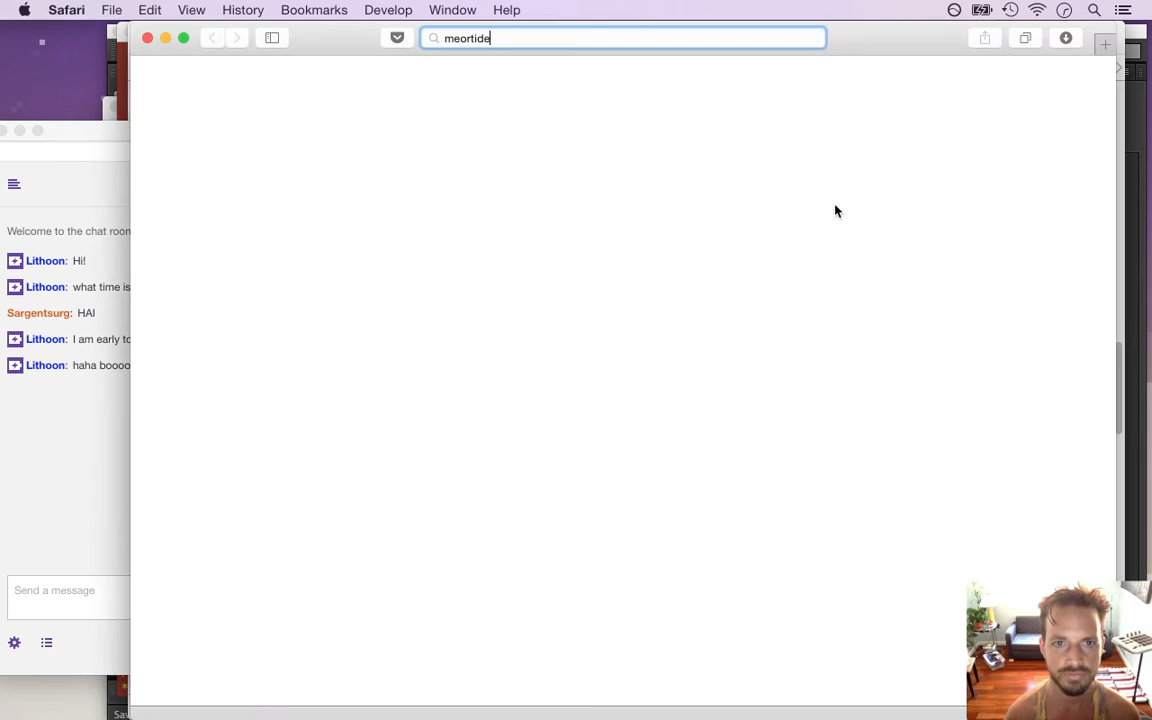 Safari File Edit View History Bookmarks Develop Window Help
meortide
Welcome to the chat room
Lithoon: Hi!
Lithoon: what time is
Sargentsurg: HAI
Lithoon: I am early to
Lithoon: haha boooo
Send a message
Sav